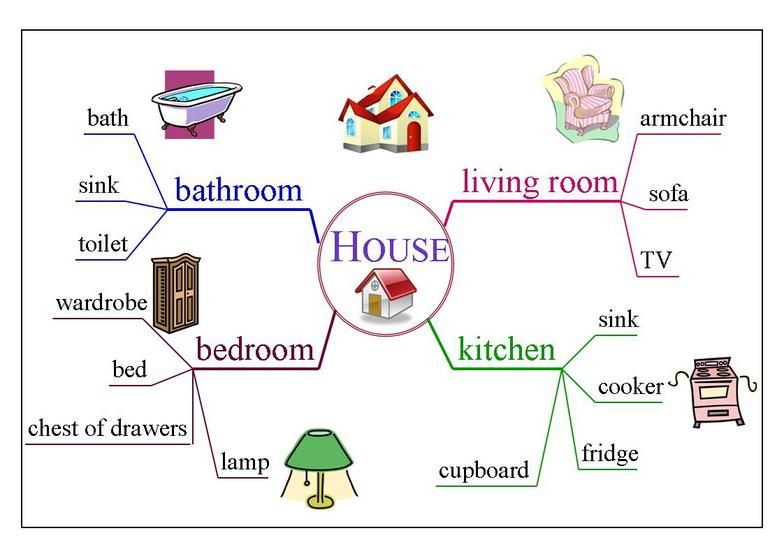 HOUSE
bathroom
bath
sink
toilet
living room
armchair
sofa
TV
bedroom
wardrobe
bed
chest of drawers
lamp
kitchen
sink
cooker
fridge
cupboard